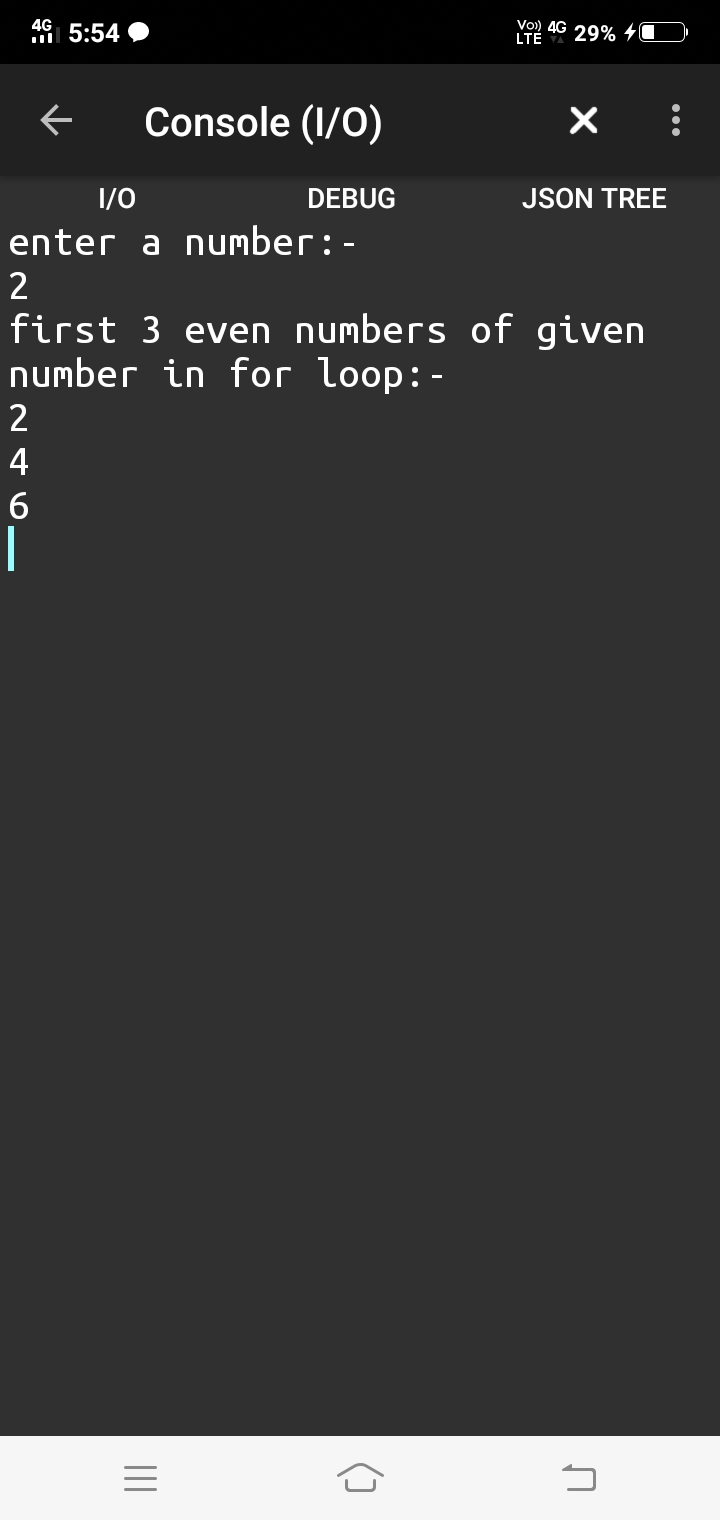 4G 5:54 Vo)) LTE 4G 29%
Console (I/O)
I/O DEBUG JSON TREE
enter a number:-
2
first 3 even numbers of given
number in for loop:-
2
4
6